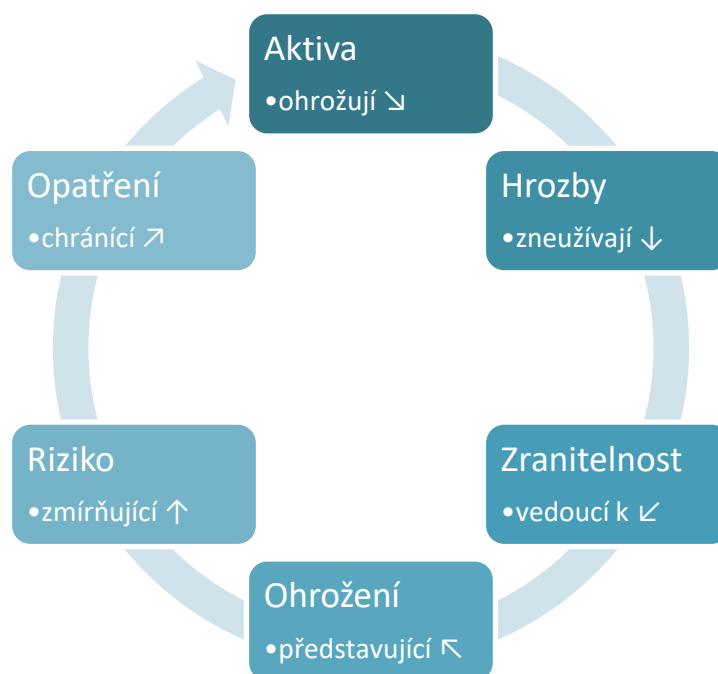 Aktiva
•ohrožují ↘
Hrozby
•zneužívají ↓
Zranitelnost
•vedoucí k ↙
Ohrožení
•představující ↖
Riziko
•zmírňující ↑
Opatření
•chránící ↗